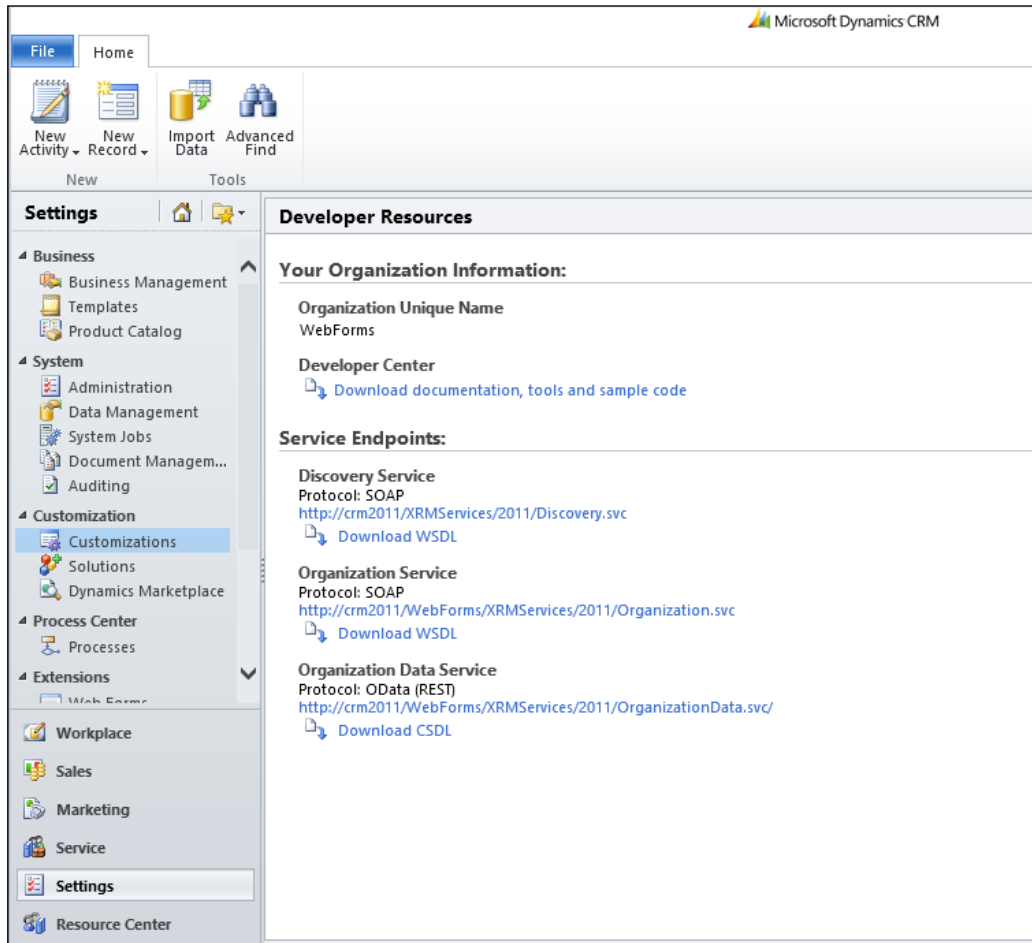 Microsoft Dynamics CRM
File
Home
New Activity
New Record
Import Data
Advanced Find
New
Tools
Settings
Business
Business Management
Templates
Product Catalog
System
Administration
Data Management
System Jobs
Document Managem...
Auditing
Customization
Customizations
Solutions
Dynamics Marketplace
Process Center
Processes
Extensions
Web Forms
Workplace
Sales
Marketing
Service
Settings
Resource Center
Developer Resources
Your Organization Information:
Organization Unique Name
WebForms
Developer Center
Download documentation, tools and sample code
Service Endpoints:
Discovery Service
Protocol: SOAP
http://crm2011/XRMServices/2011/Discovery.svc
Download WSDL
Organization Service
Protocol: SOAP
http://crm2011/WebForms/XRMServices/2011/Organization.svc
Download WSDL
Organization Data Service
Protocol: OData (REST)
http://crm2011/WebForms/XRMServices/2011/OrganizationData.svc/
Download CSDL